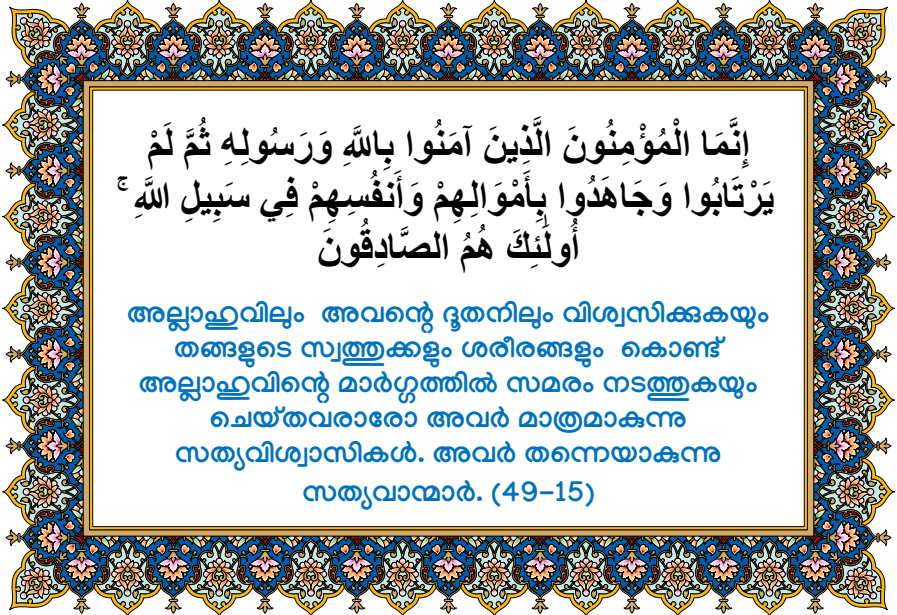 إِنَّمَا الْمُؤْمِنُونَ الَّذِينَ آمَنُوا بِاللَّهِ وَرَسُولِهِ ثُمَّ لَمْ
يَرْتَابُوا وَجَاهَدُوا بِأَمْوَالِهِمْ وَأَنفُسِهِمْ فِي سَبِيلِ اللَّهِ ۚ
أُولَٰئِكَ هُمُ الصَّادِقُونَ
അല്ലാഹുവിലും അവന്റെ ദൂതനിലും വിശ്വസിക്കുകയും
തങ്ങളുടെ സ്വത്തുക്കളും ശരീരങ്ങളും കൊണ്ട്
അല്ലാഹുവിന്റെ മാർഗ്ഗത്തിൽ സമരം നടത്തുകയും
ചെയ്തവരാരോ അവർ മാത്രമാകുന്നു
സത്യവിശ്വാസികൾ. അവർ തന്നെയാകുന്നു
സത്യവാന്മാർ. (49-15)